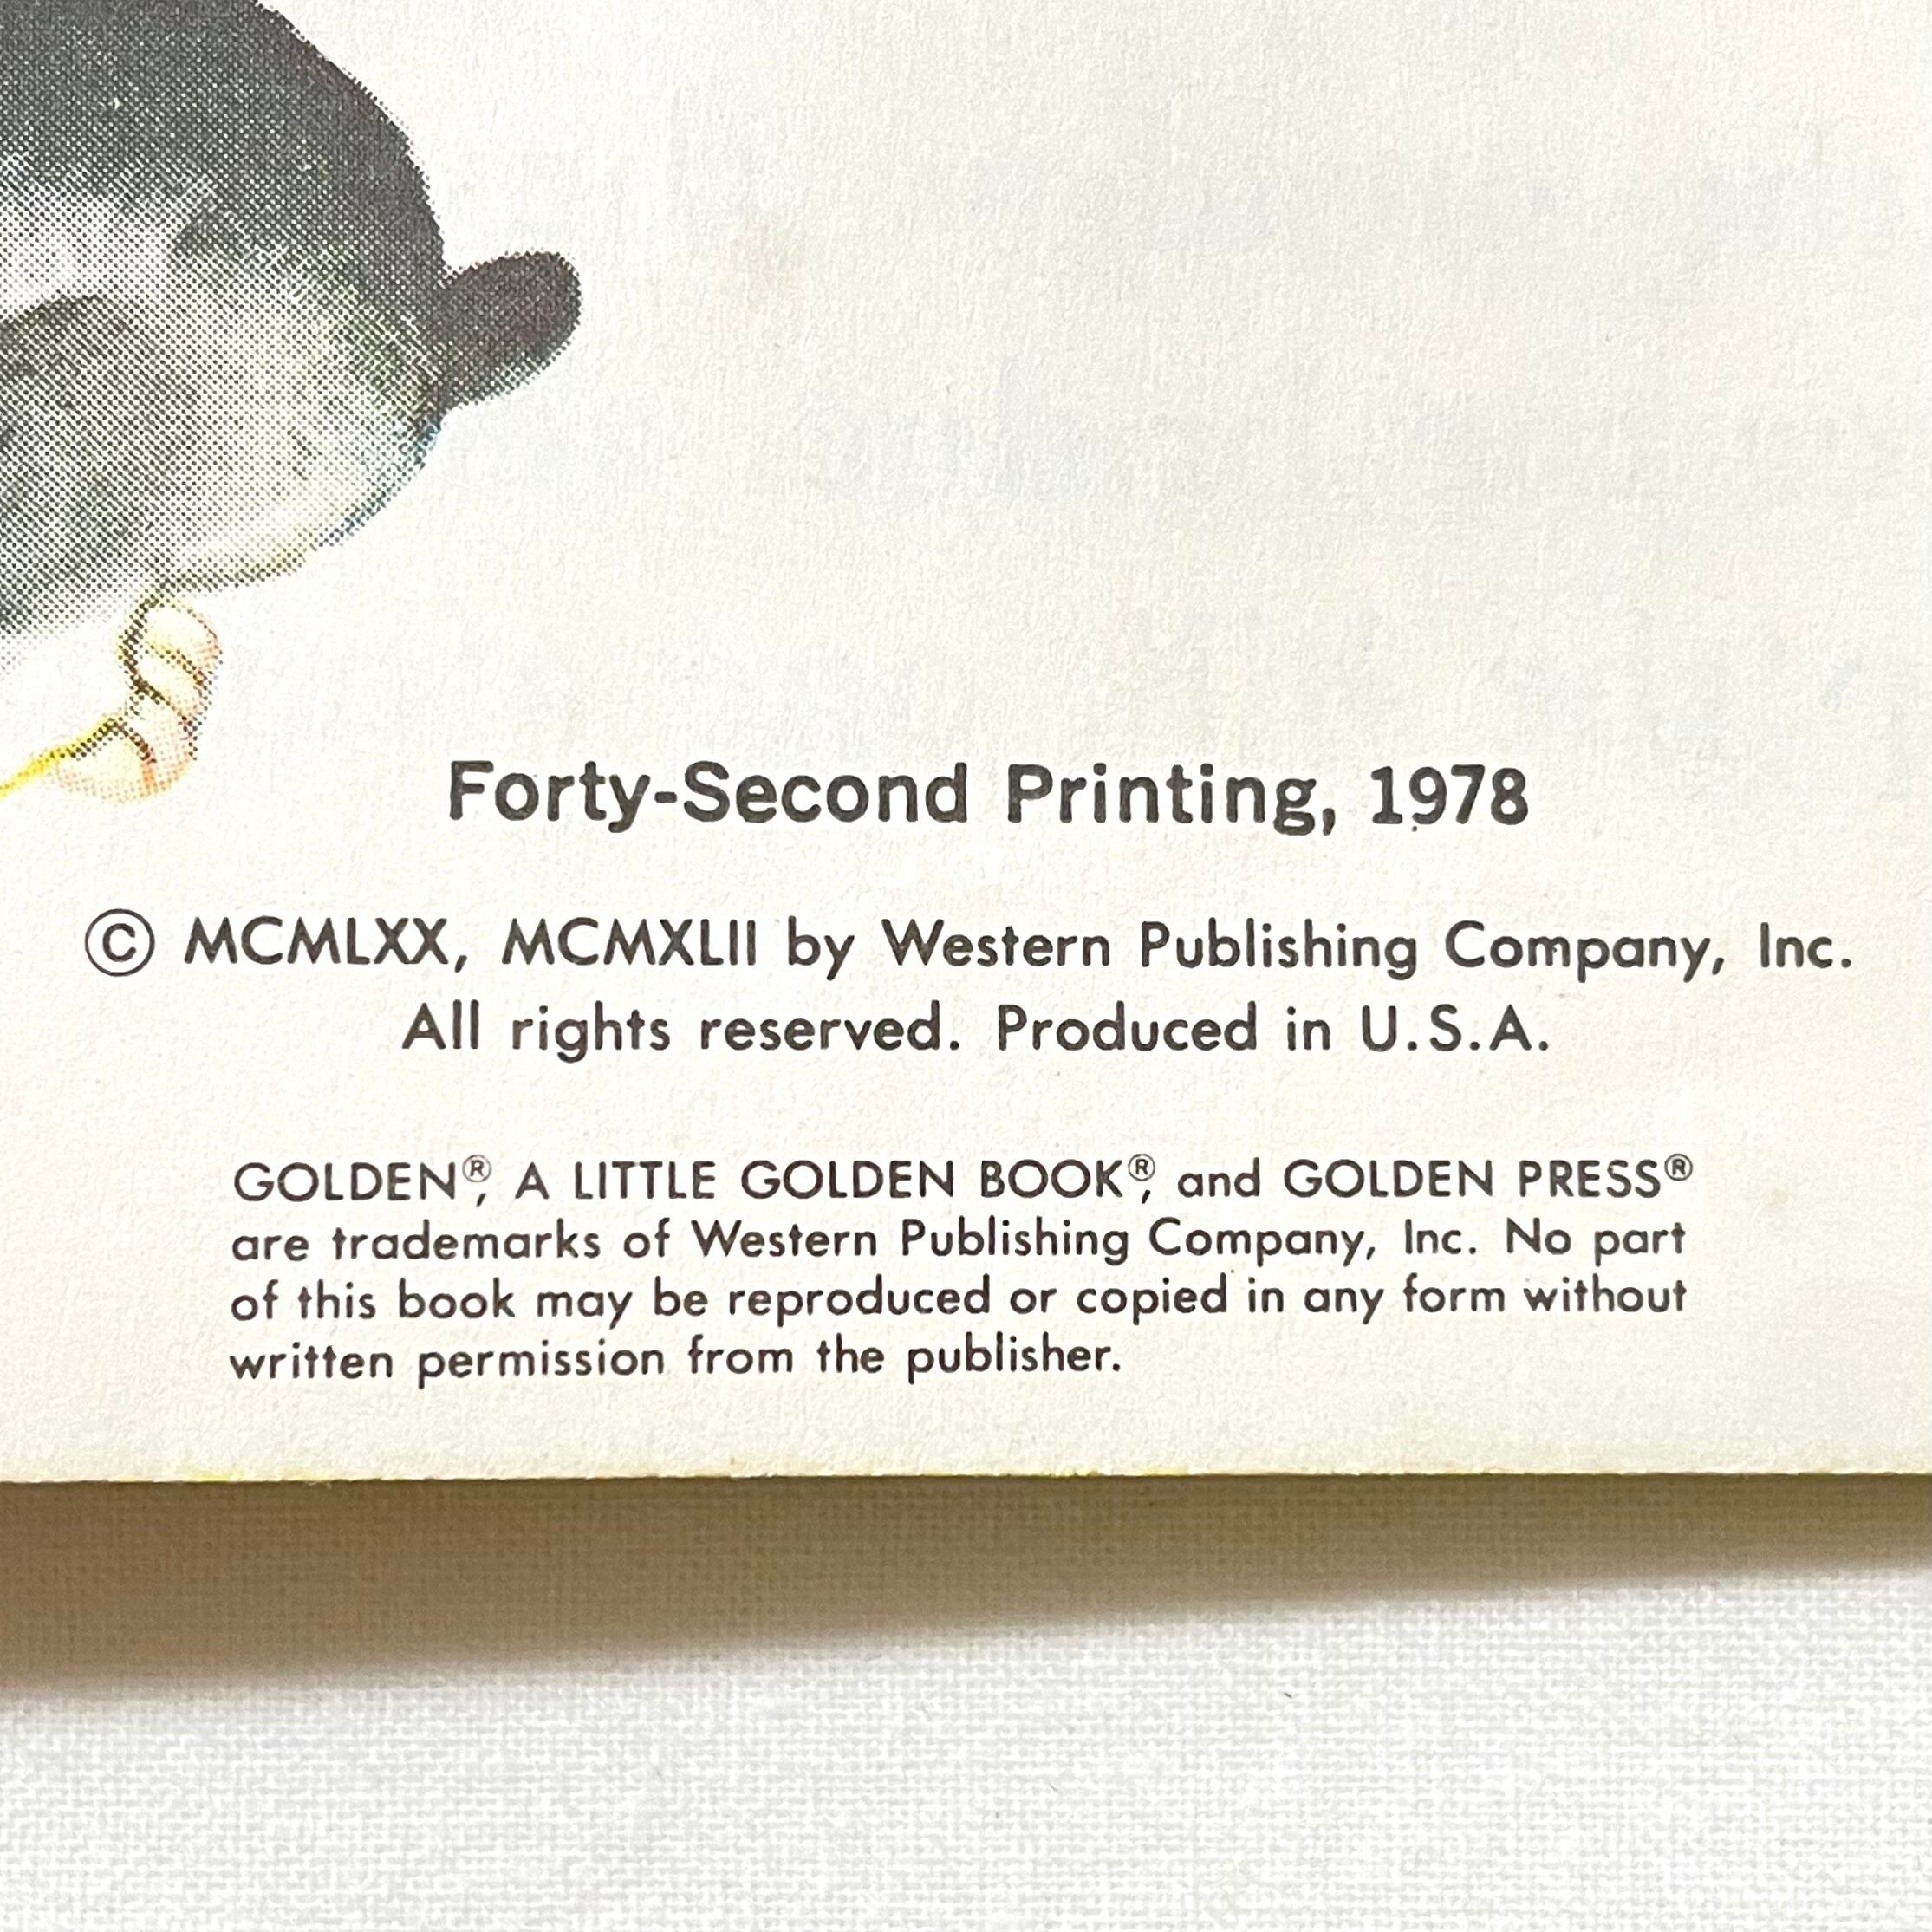 Forty-Second Printing, 1978
© MCMLXX, MCMXLII by Western Publishing Company, Inc.
All rights reserved. Produced in U.S.A.
GOLDEN®, A LITTLE GOLDEN BOOK®, and GOLDEN PRESS®
are trademarks of Western Publishing Company, Inc. No part
of this book may be reproduced or copied in any form without
written permission from the publisher.